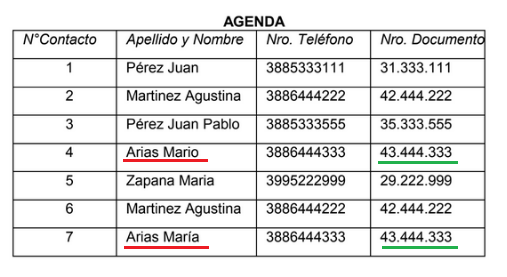 AGENDA
N°Contacto Apellido y Nombre Nro. Teléfono Nro. Documento
1 Pérez Juan 3885333111 31.333.111
2 Martinez Agustina 3886444222 42.444.222
3 Pérez Juan Pablo 3885333555 35.333.555
4 Arias Mario 3886444333 43.444.333
5 Zapana Maria 3995222999 29.222.999
6 Martinez Agustina 3886444222 42.444.222
7 Arias María 3886444333 43.444.333